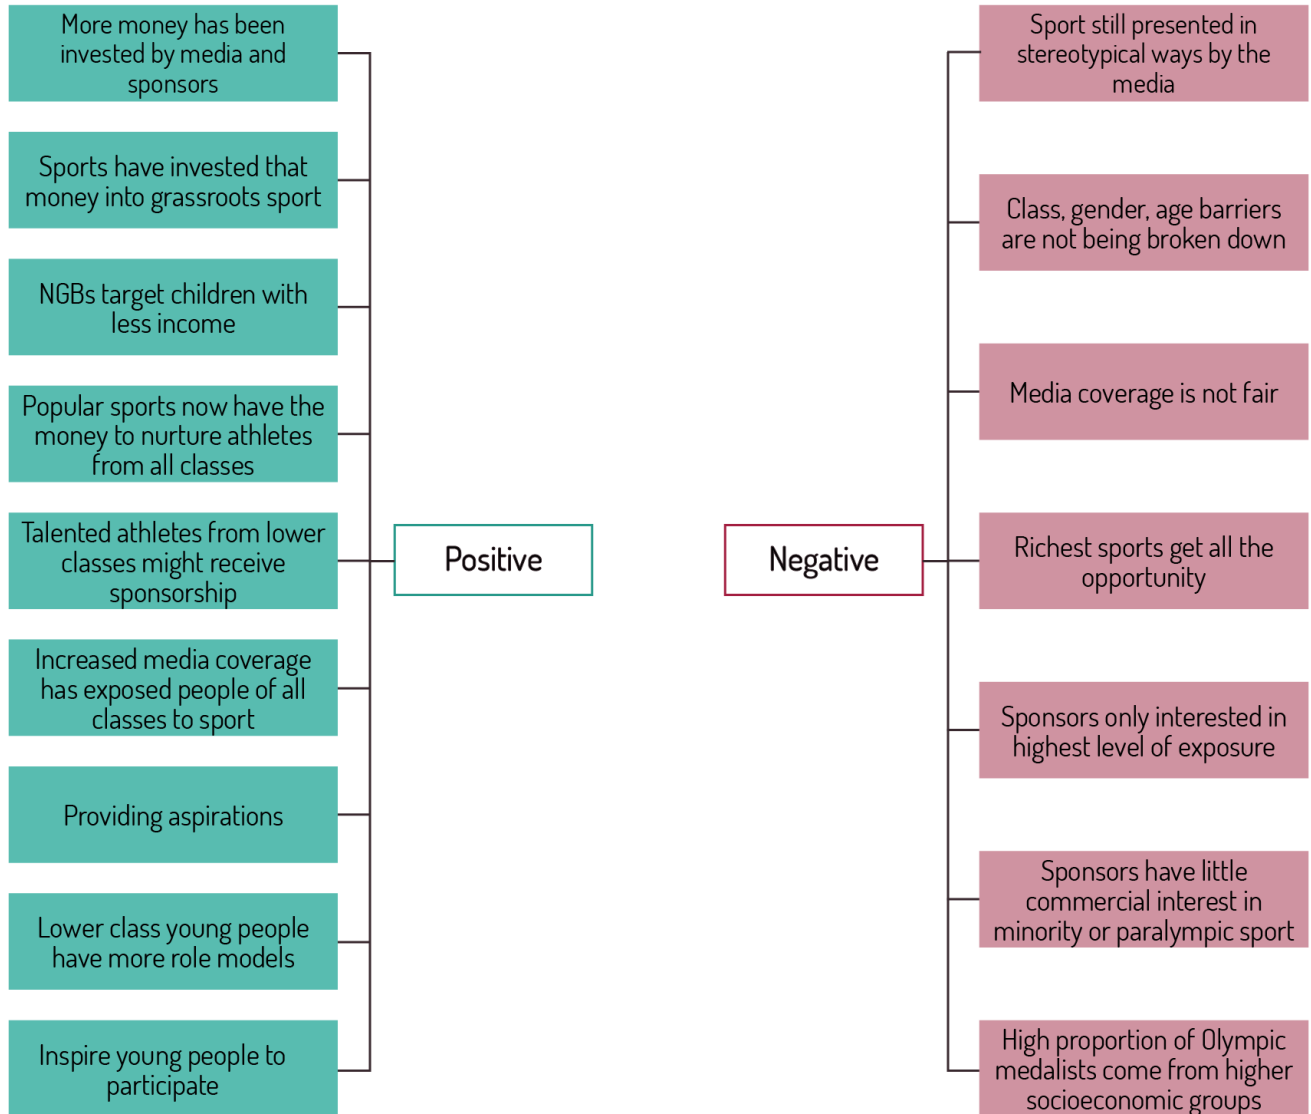 More money has been
invested by media and
sponsors
Sports have invested that
money into grassroots sport
NGBs target children with
less income
Popular sports now have the
money to nurture athletes
from all classes
Talented athletes from lower
classes might receive
sponsorship
Increased media coverage
has exposed people of all
classes to sport
Providing aspirations
Lower class young people
have more role models
Inspire young people to
participate
Positive
Negative
Sport still presented in
stereotypical ways by the
media
Class, gender, age barriers
are not being broken down
Media coverage is not fair
Richest sports get all the
opportunity
Sponsors only interested in
highest level of exposure
Sponsors have little
commercial interest in
minority or paralympic sport
High proportion of Olympic
medalists come from higher
socioeconomic groups